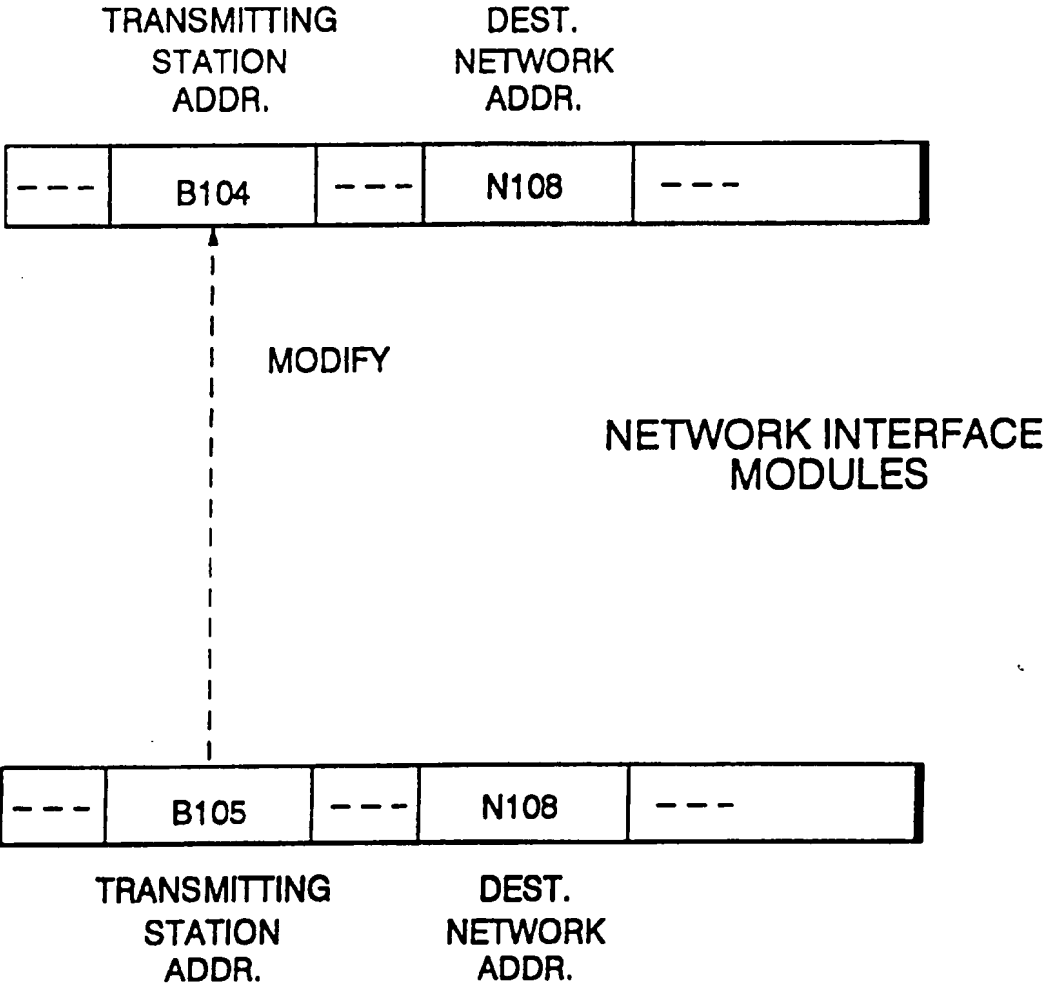 TRANSMITTING
STATION
ADDR.
DEST.
NETWORK
ADDR.
--- B104 --- N108 ---
MODIFY
NETWORK INTERFACE
MODULES
--- B105 --- N108 ---
TRANSMITTING
STATION
ADDR.
DEST.
NETWORK
ADDR.